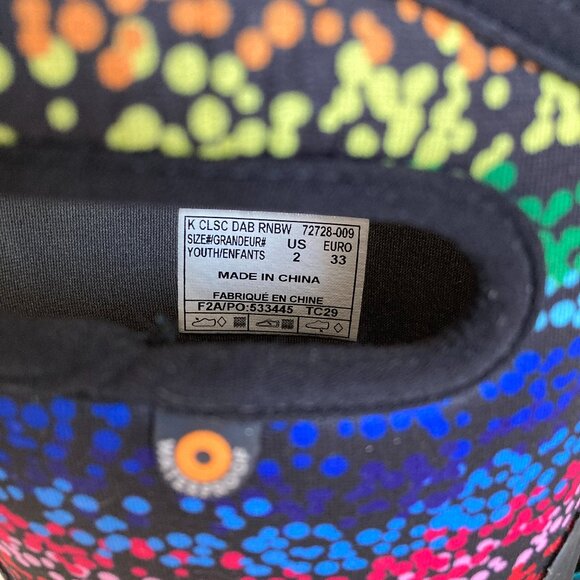 K CLSC DAB RNBW 72728-009
SIZE#/GRANDEUR# US EURO
YOUTH/ENFANTS 2 33
MADE IN CHINA
FABRIQUÉ EN CHINE
F2A/PO:533445 TC29
WATERPROOF